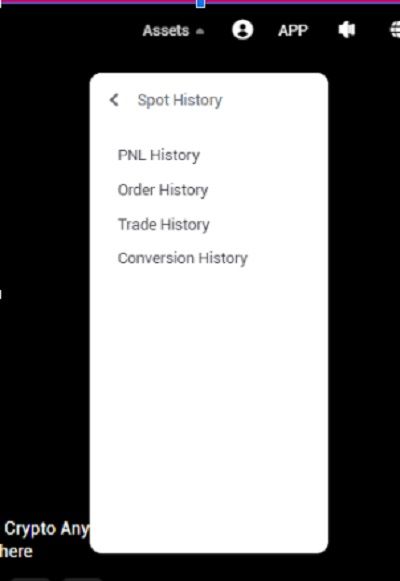 Assets
APP
Spot History
PNL History
Order History
Trade History
Conversion History
Crypto Any
here